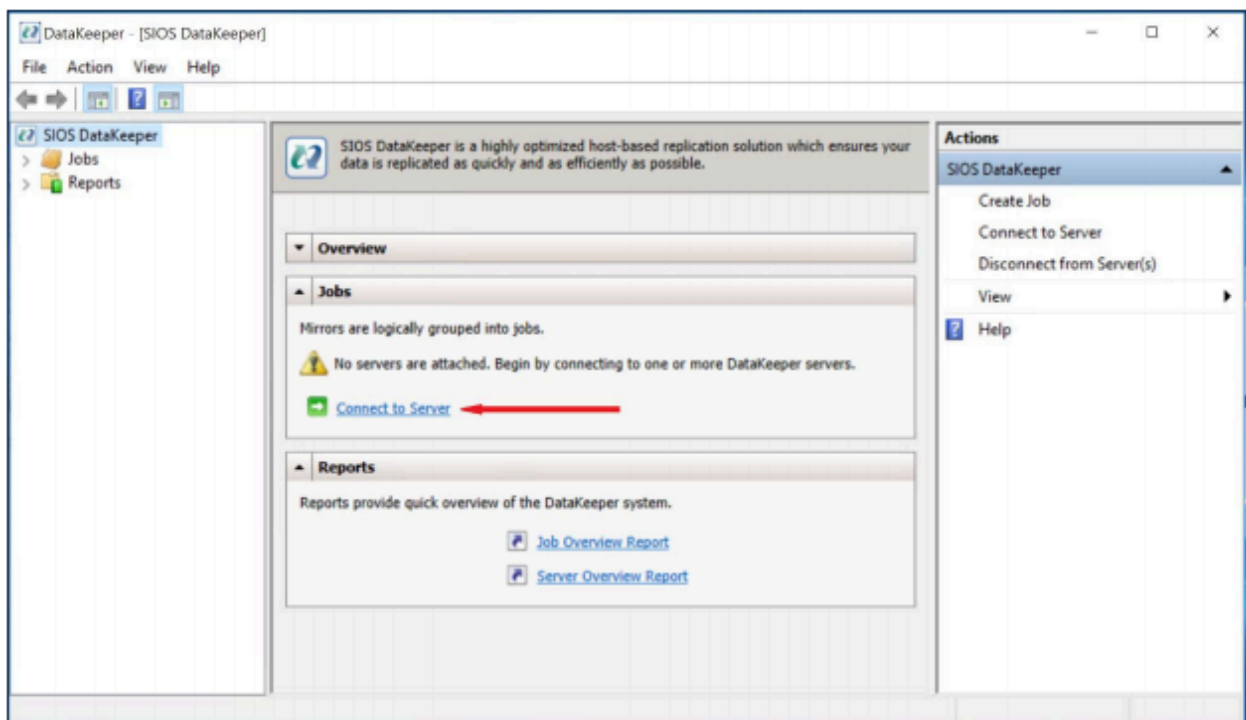 DataKeeper - [SIOS DataKeeper]
File Action View Help
SIOS DataKeeper
Jobs
Reports
SIOS DataKeeper is a highly optimized host-based replication solution which ensures your
data is replicated as quickly and as efficiently as possible.
Overview
Jobs
Mirrors are logically grouped into jobs.
No servers are attached. Begin by connecting to one or more DataKeeper servers.
Connect to Server
Reports
Reports provide quick overview of the DataKeeper system.
Job Overview Report
Server Overview Report
Actions
SIOS DataKeeper
Create Job
Connect to Server
Disconnect from Server(s)
View
Help